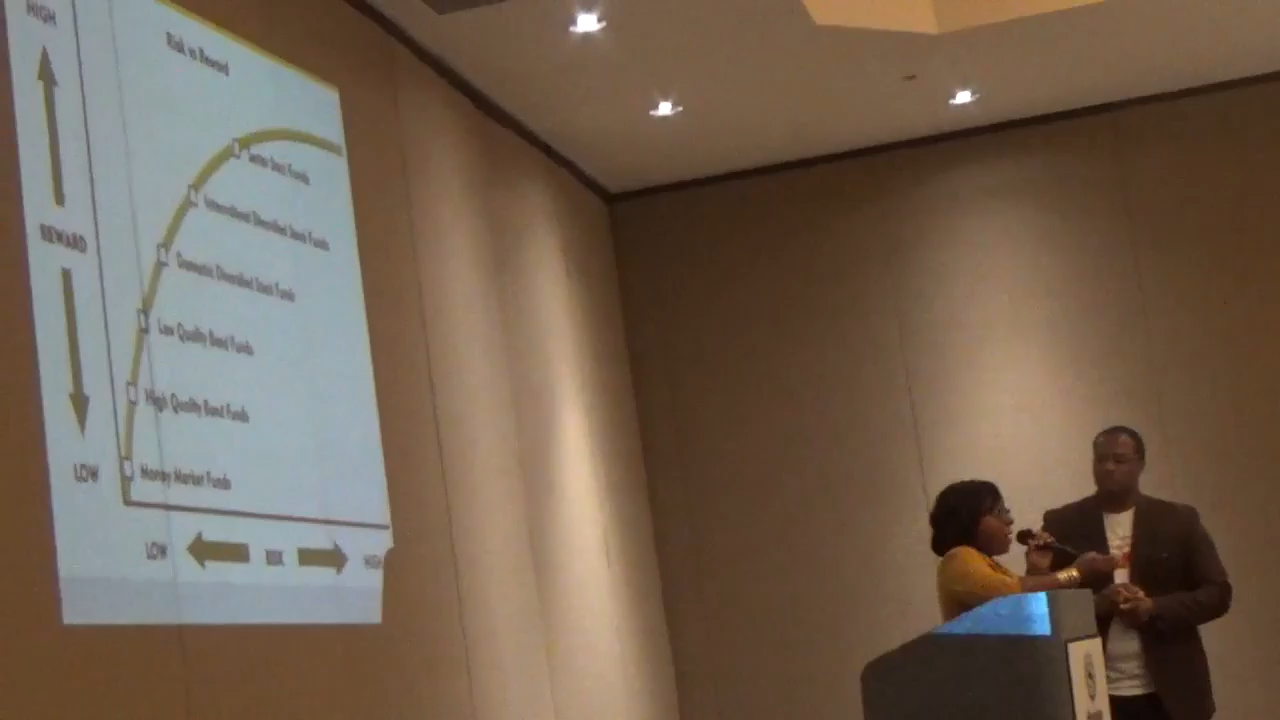 Risk vs Reward
HIGH
REWARD
LOW
Sector Stock Funds
International Diversified Stock Funds
Domestic Diversified Stock Funds
Low Quality Bond Funds
High Quality Bond Funds
Money Market Funds
LOW
RISK
HIGH